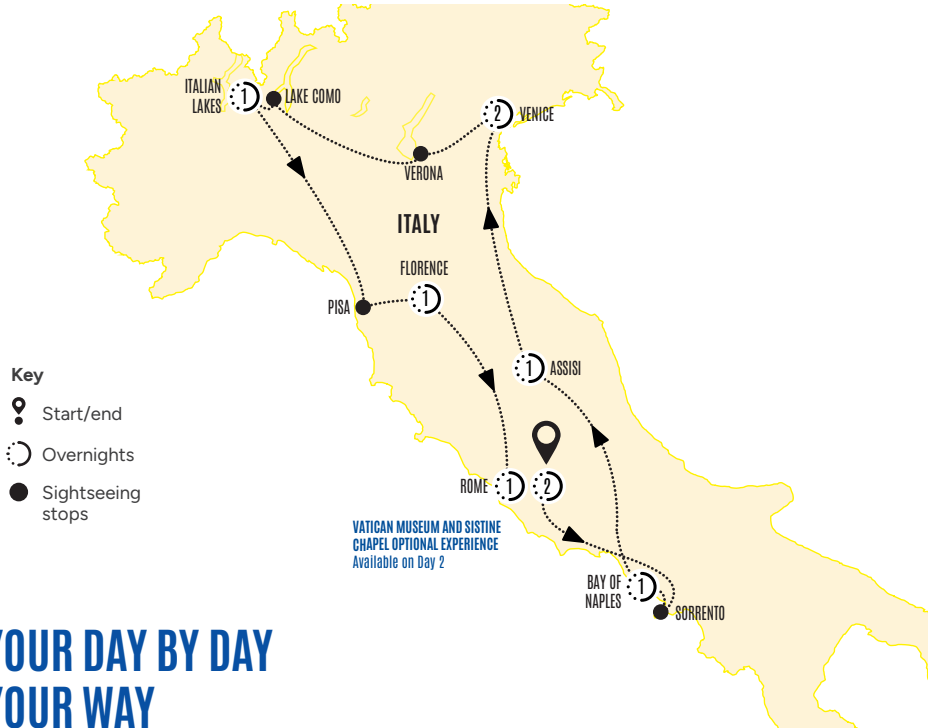 ITALIAN
LAKES
1
LAKE COMO
2
VENICE
VERONA
ITALY
FLORENCE
1
PISA
1
ASSISI
Key
Start/end
Overnights
Sightseeing
stops
ROME
1
2
VATICAN MUSEUM AND SISTINE
CHAPEL OPTIONAL EXPERIENCE
Available on Day 2
BAY OF
NAPLES
1
SORRENTO
YOUR DAY BY DAY
YOUR WAY